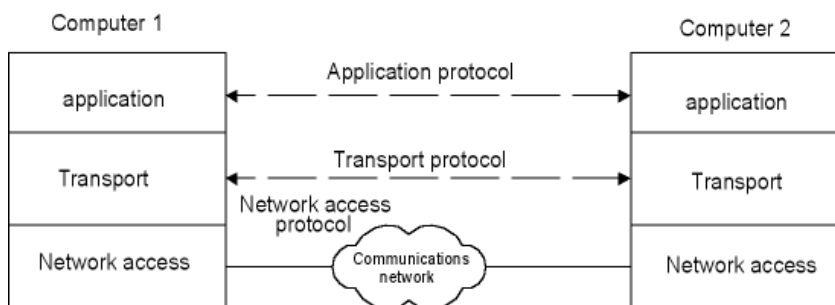 Computer 1
Computer 2
Application protocol
application
application
Transport protocol
Transport
Transport
Network access
protocol
Network access
Communications
network
Network access